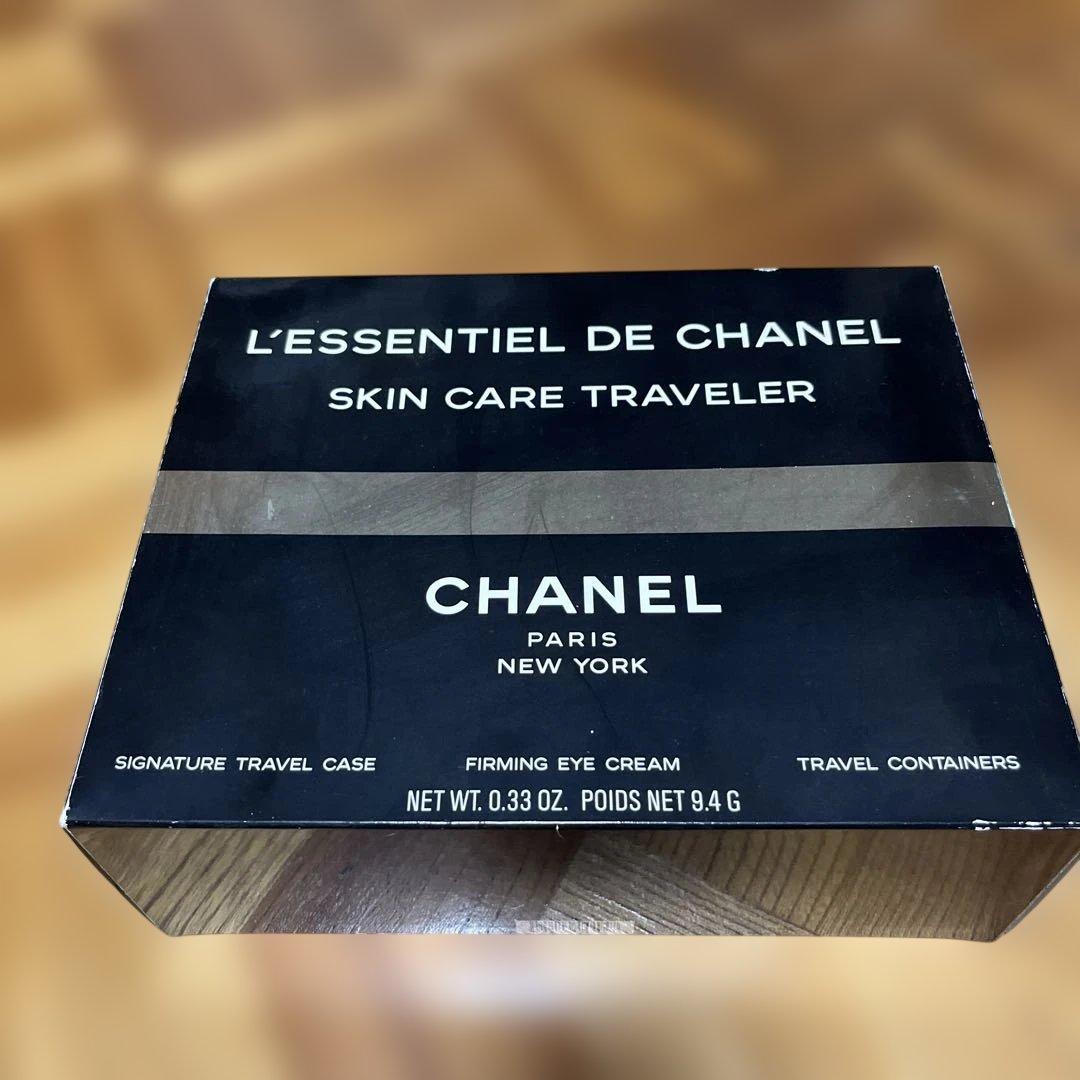 L'ESSENTIEL DE CHANEL
SKIN CARE TRAVELER
CHANEL
PARIS
NEW YORK
SIGNATURE TRAVEL CASE FIRMING EYE CREAM TRAVEL CONTAINERS
NET WT. 0.33 OZ. POIDS NET 9.4 G